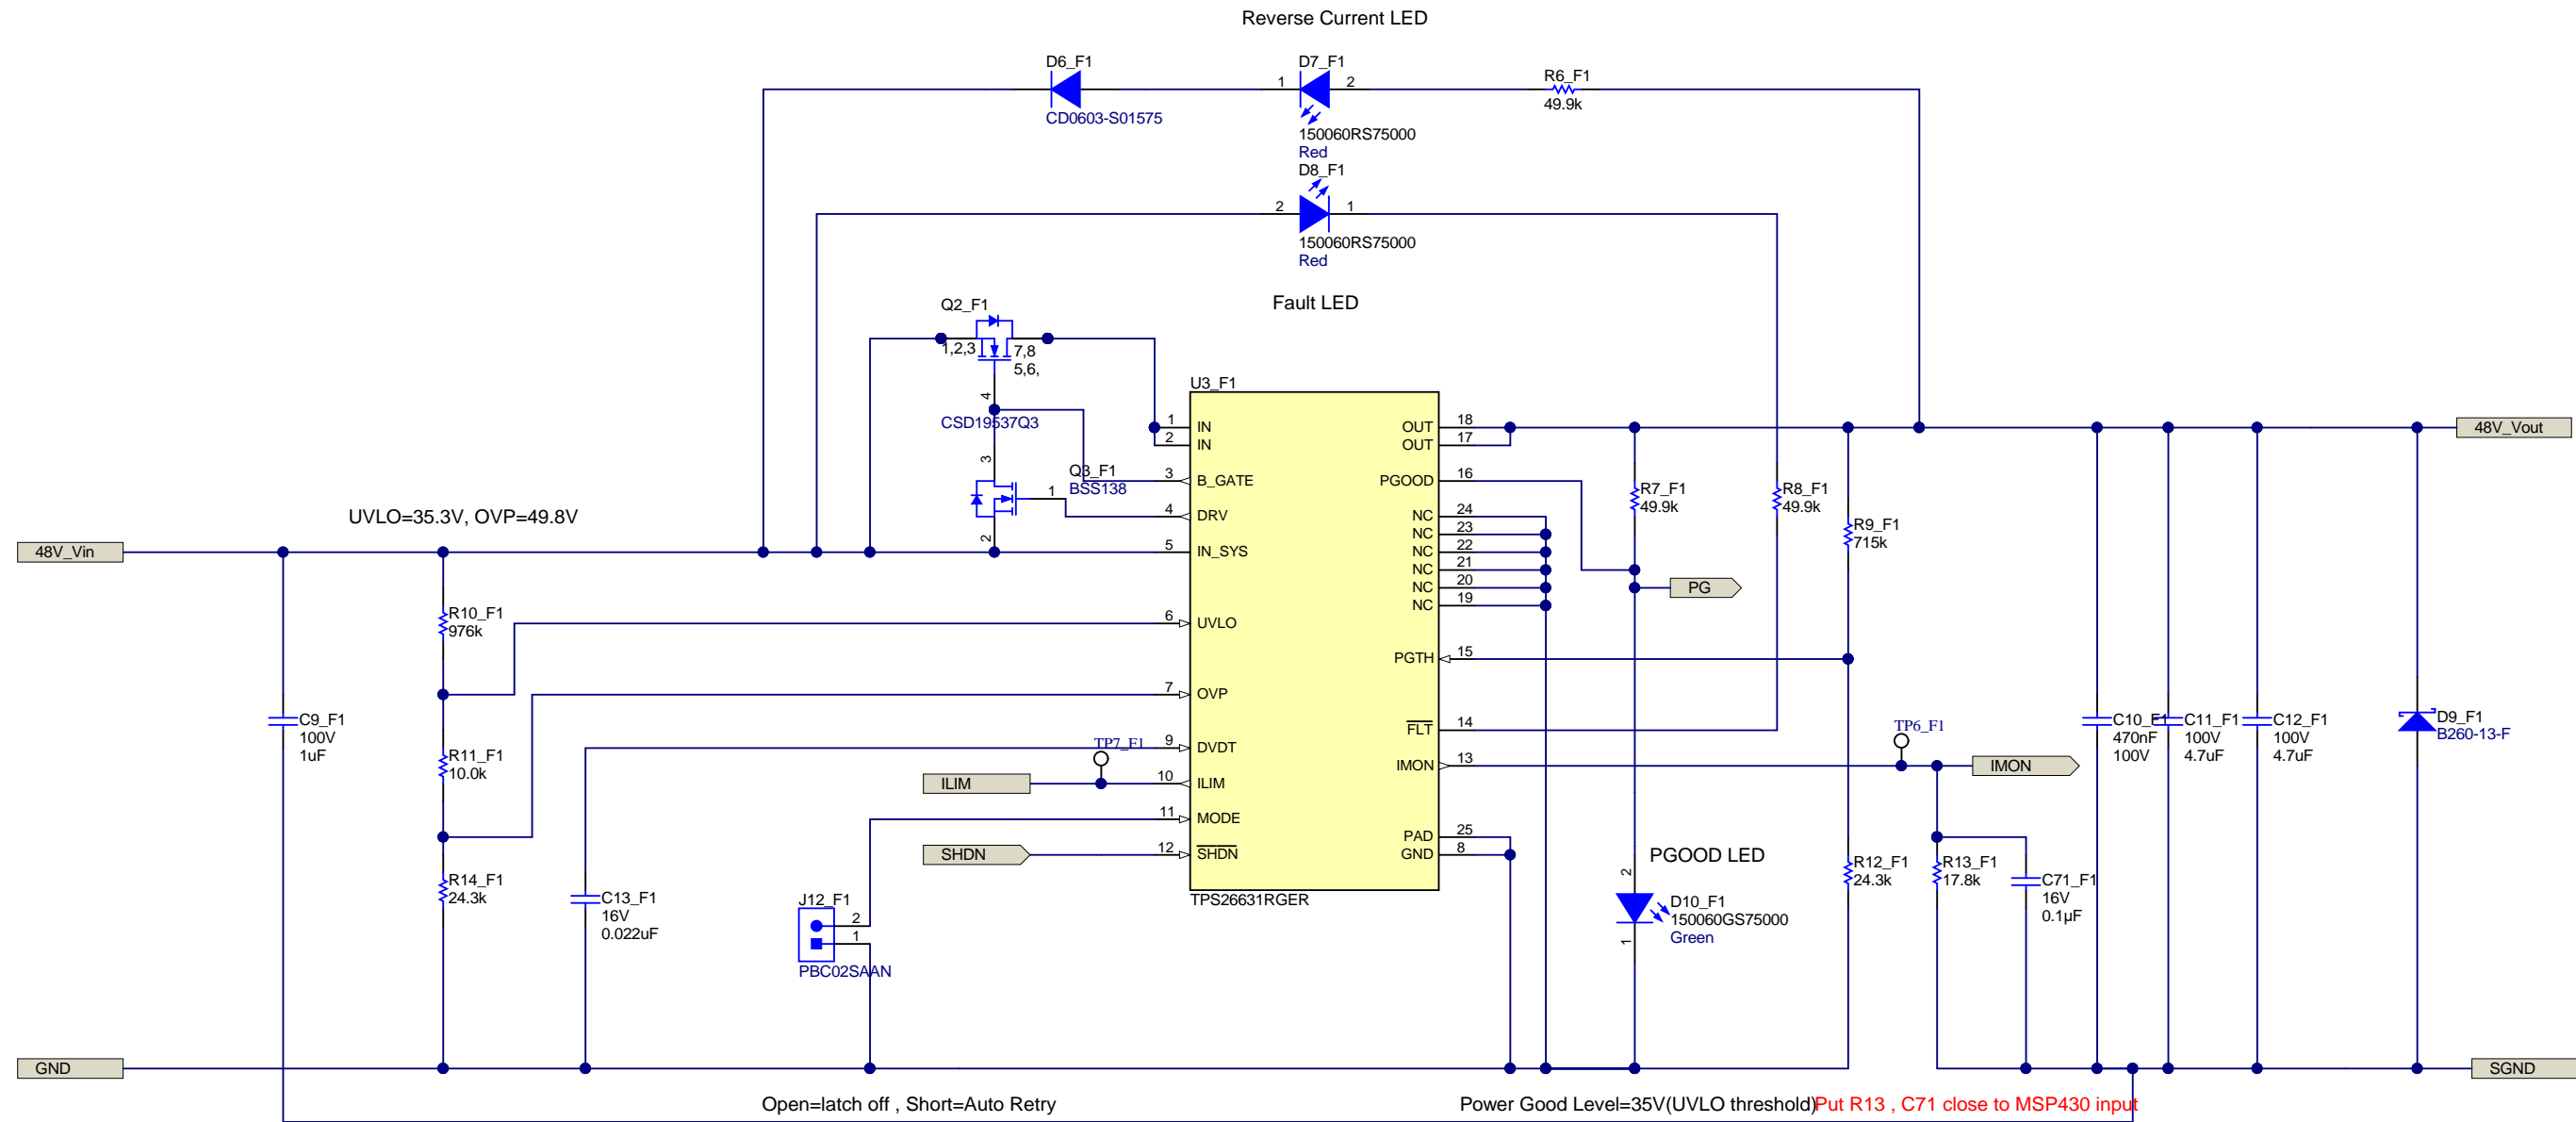 Reverse Current LED
D6_F1
CD0603-S01575
D7_F1
1
2
150060RS75000
Red
R6_F1
49.9k
D8_F1
2
1
150060RS75000
Red
Fault LED
Q2_F1
1,2,3
7,8
5,6,
4
CSD19537Q3
3
Q3_F1
BSS138
1
2
UVLO=35.3V, OVP=49.8V
48V_Vin
U3_F1
1
IN
2
IN
3
B_GATE
4
DRV
5
IN_SYS
6
UVLO
7
OVP
9
DVDT
10
ILIM
11
MODE
12
SHDN
OUT
18
OUT
17
PGOOD
16
NC
24
NC
23
NC
22
NC
21
NC
20
NC
19
PGTH
15
FLT
14
IMON
13
PAD
25
GND
8
TPS26631RGER
48V_Vout
R7_F1
49.9k
R8_F1
49.9k
R9_F1
715k
PG
R10_F1
976k
C9_F1
100V
1uF
R11_F1
10.0k
R14_F1
24.3k
C13_F1
16V
0.022uF
TP7_F1
ILIM
SHDN
J12_F1
2
1
PBC02SAAN
TP6_F1
IMON
C10_F1
470nF
100V
C11_F1
100V
4.7uF
C12_F1
100V
4.7uF
D9_F1
B260-13-F
PGOOD LED
2
D10_F1
150060GS75000
Green
1
R12_F1
24.3k
R13_F1
17.8k
C71_F1
16V
0.1µF
GND
SGND
Open=latch off , Short=Auto Retry
Power Good Level=35V(UVLO threshold)
Put R13 , C71 close to MSP430 input